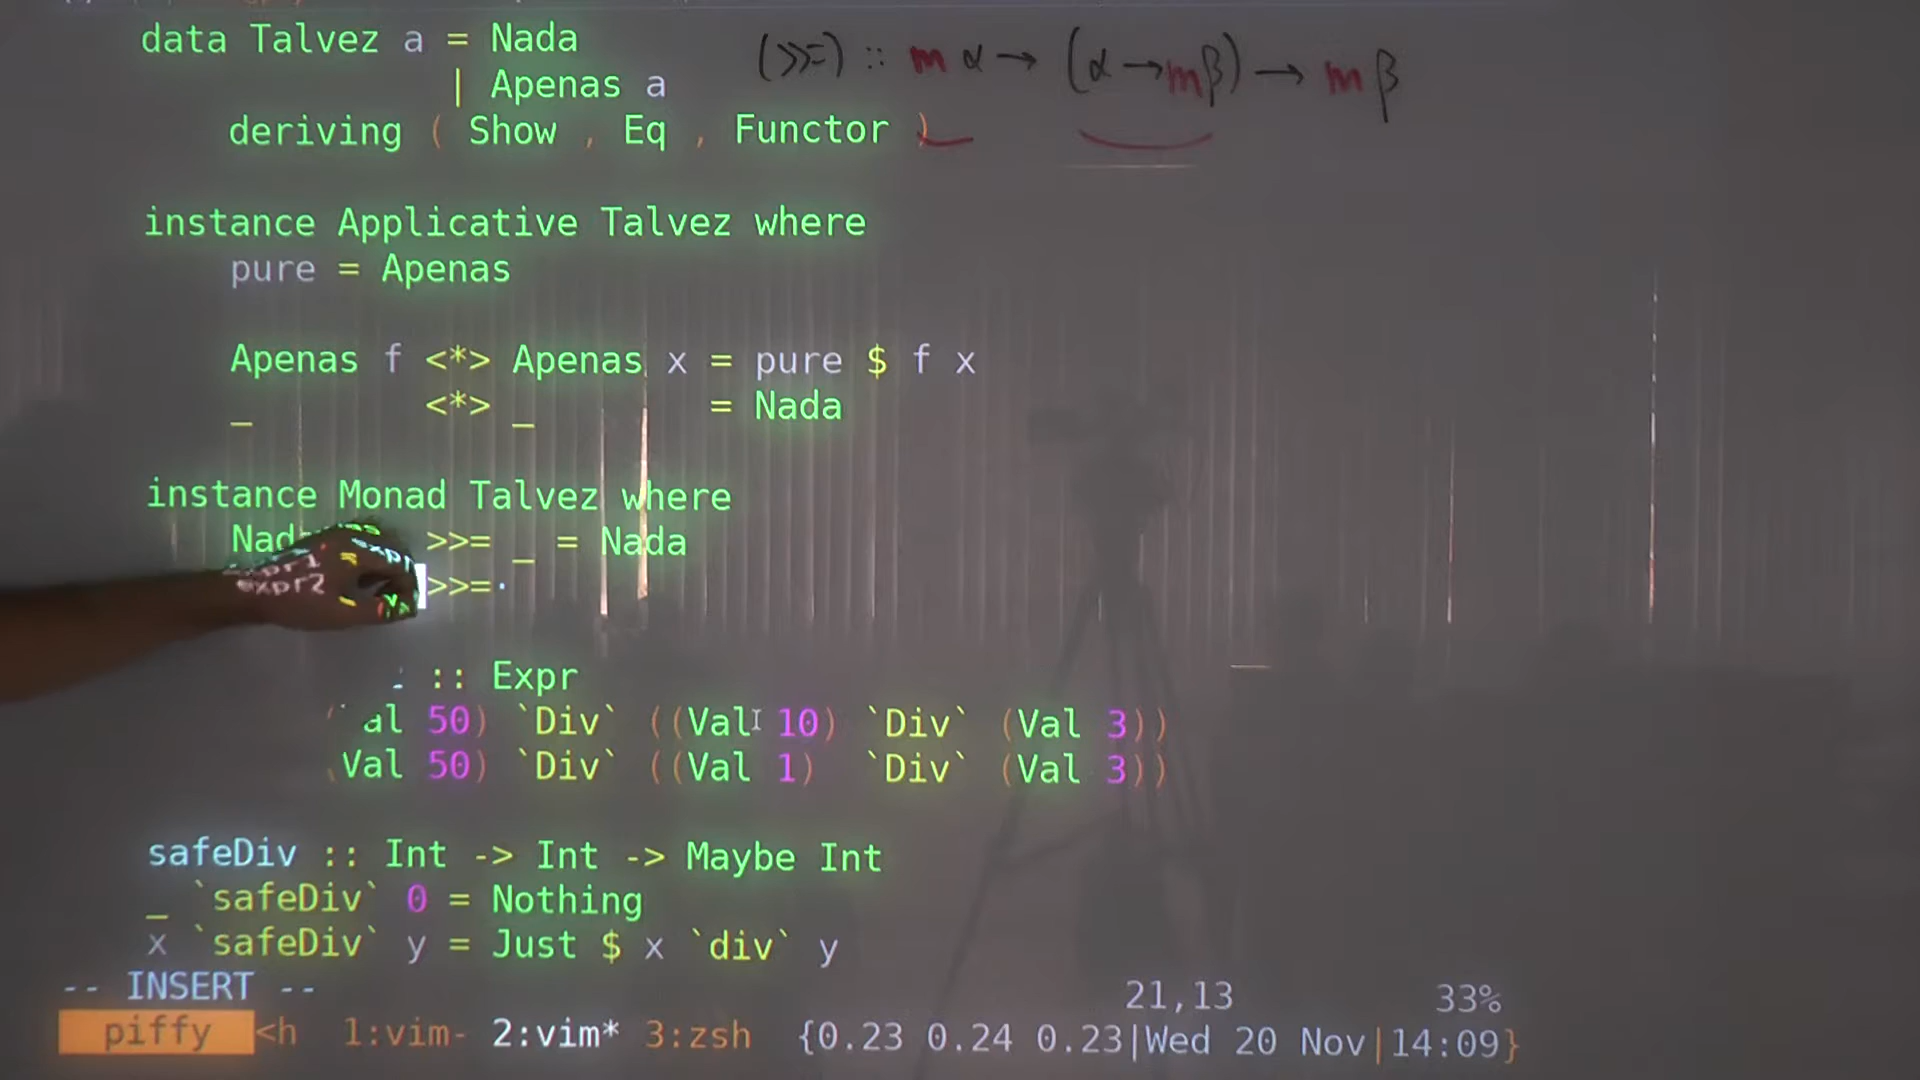 data Talvez a = Nada
(>>=) :: m α → (α → m β) → m β
| Apenas a
deriving ( Show , Eq , Functor )
instance Applicative Talvez where
pure = Apenas
Apenas f <*> Apenas x = pure $ f x
_ <*> _ = Nada
instance Monad Talvez where
>>= _ = Nada
>>=
expr2
:: Expr
50) `Div` ((Val 10) `Div` (Val 3))
Val 50) `Div` ((Val 1) `Div` (Val 3))
safeDiv :: Int -> Int -> Maybe Int
_ `safeDiv` 0 = Nothing
x `safeDiv` y = Just $ x `div` y
-- INSERT --
21,13 33%
piffy <h 1:vim- 2:vim* 3:zsh {0.23 0.24 0.23|Wed 20 Nov|14:09}